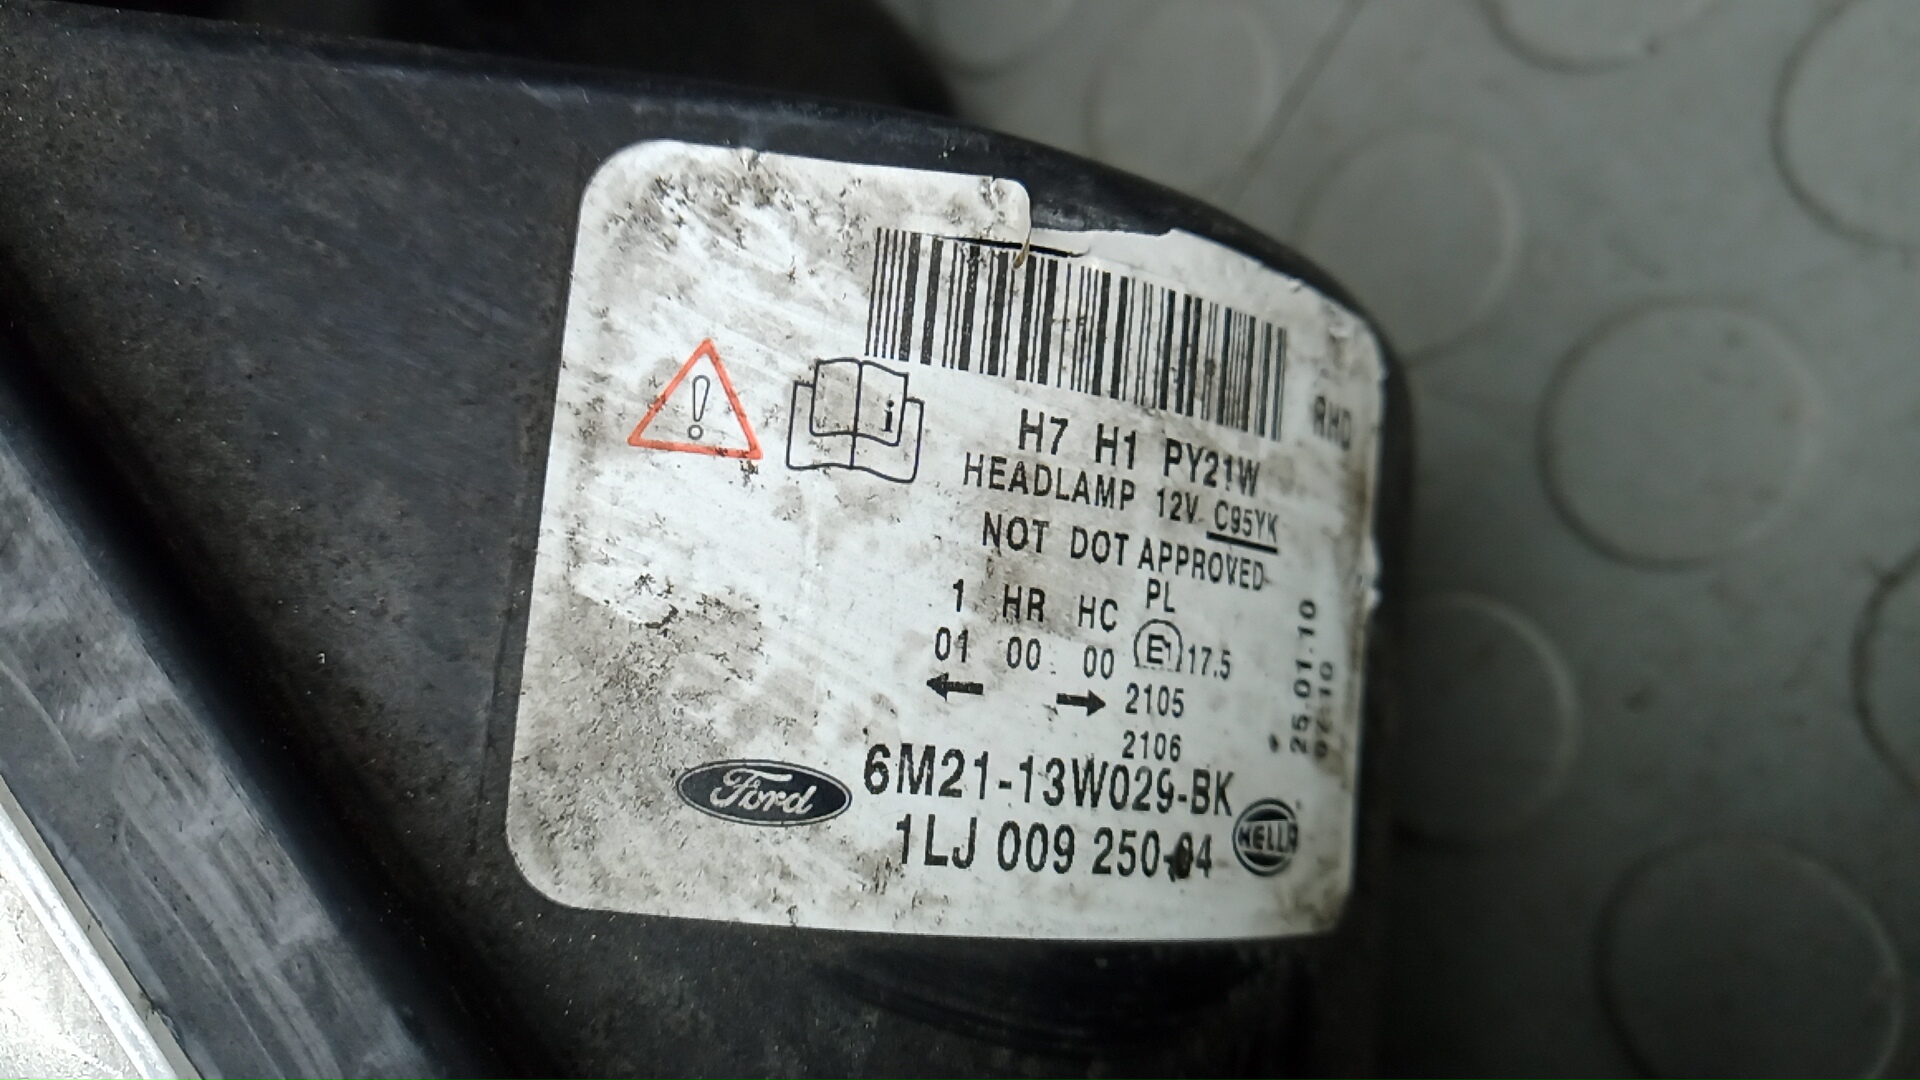 RHD
i
H7 H1 PY21W
HEADLAMP 12V C95YK
NOT DOT APPROVED
1 HR HC PL
01 00 00 E1 17.5
2105
2106
25.01.10
Ford 6M21-13W029-BK
1LJ 009 250-04 HELLA